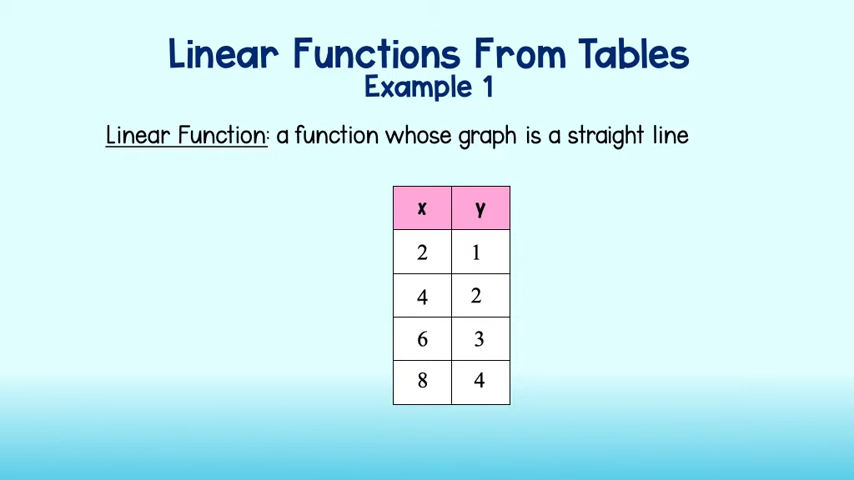 Linear Functions From Tables
Example 1
Linear Function: a function whose graph is a straight line
x y
2 1
4 2
6 3
8 4